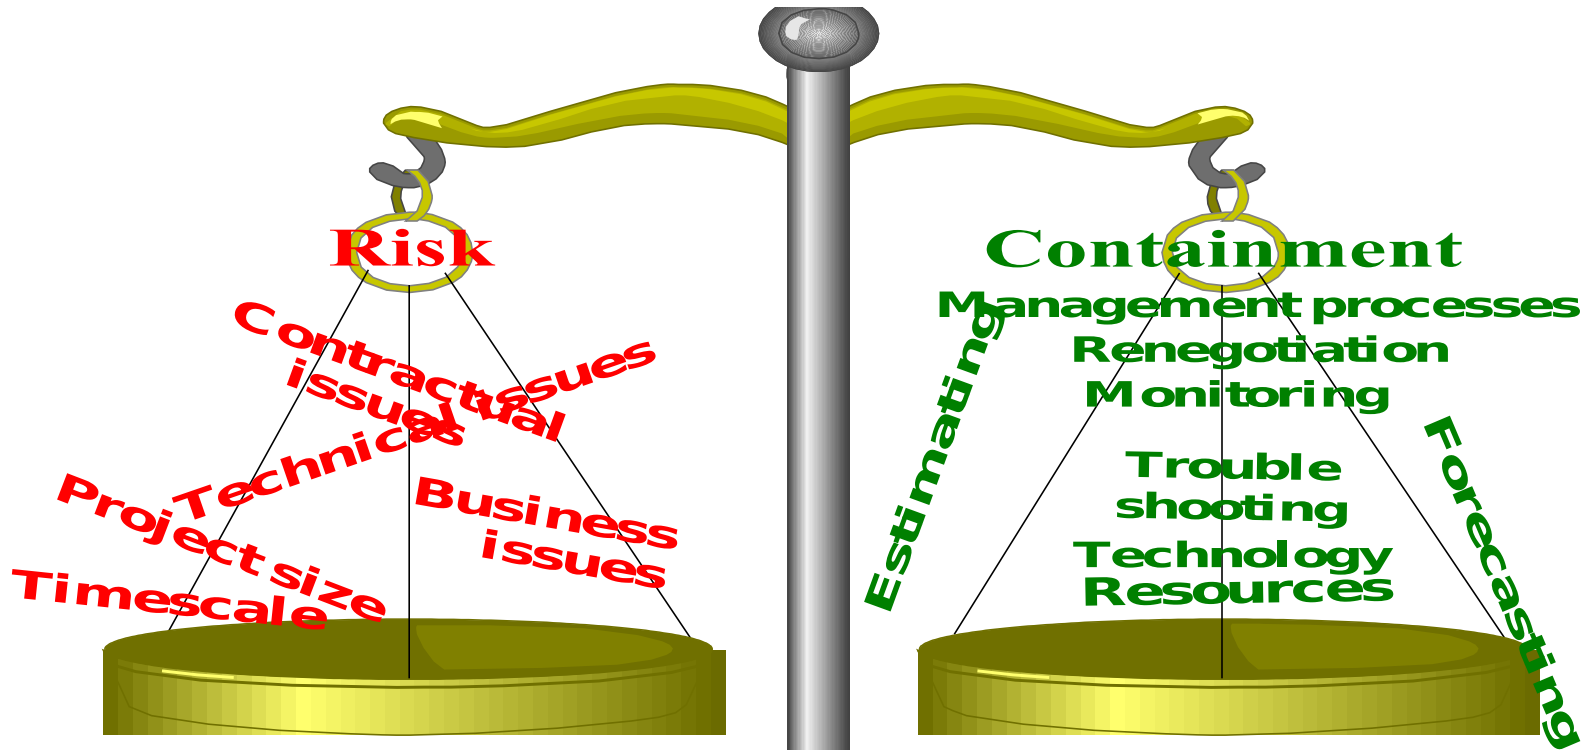 Risk
Contractual
issues
Technical issues
Project size
Timescale
Business
issues
Containment
Management processes
Renegotiation
Monitoring
Estimating
Trouble
shooting
Technology
Resources
Forecasting